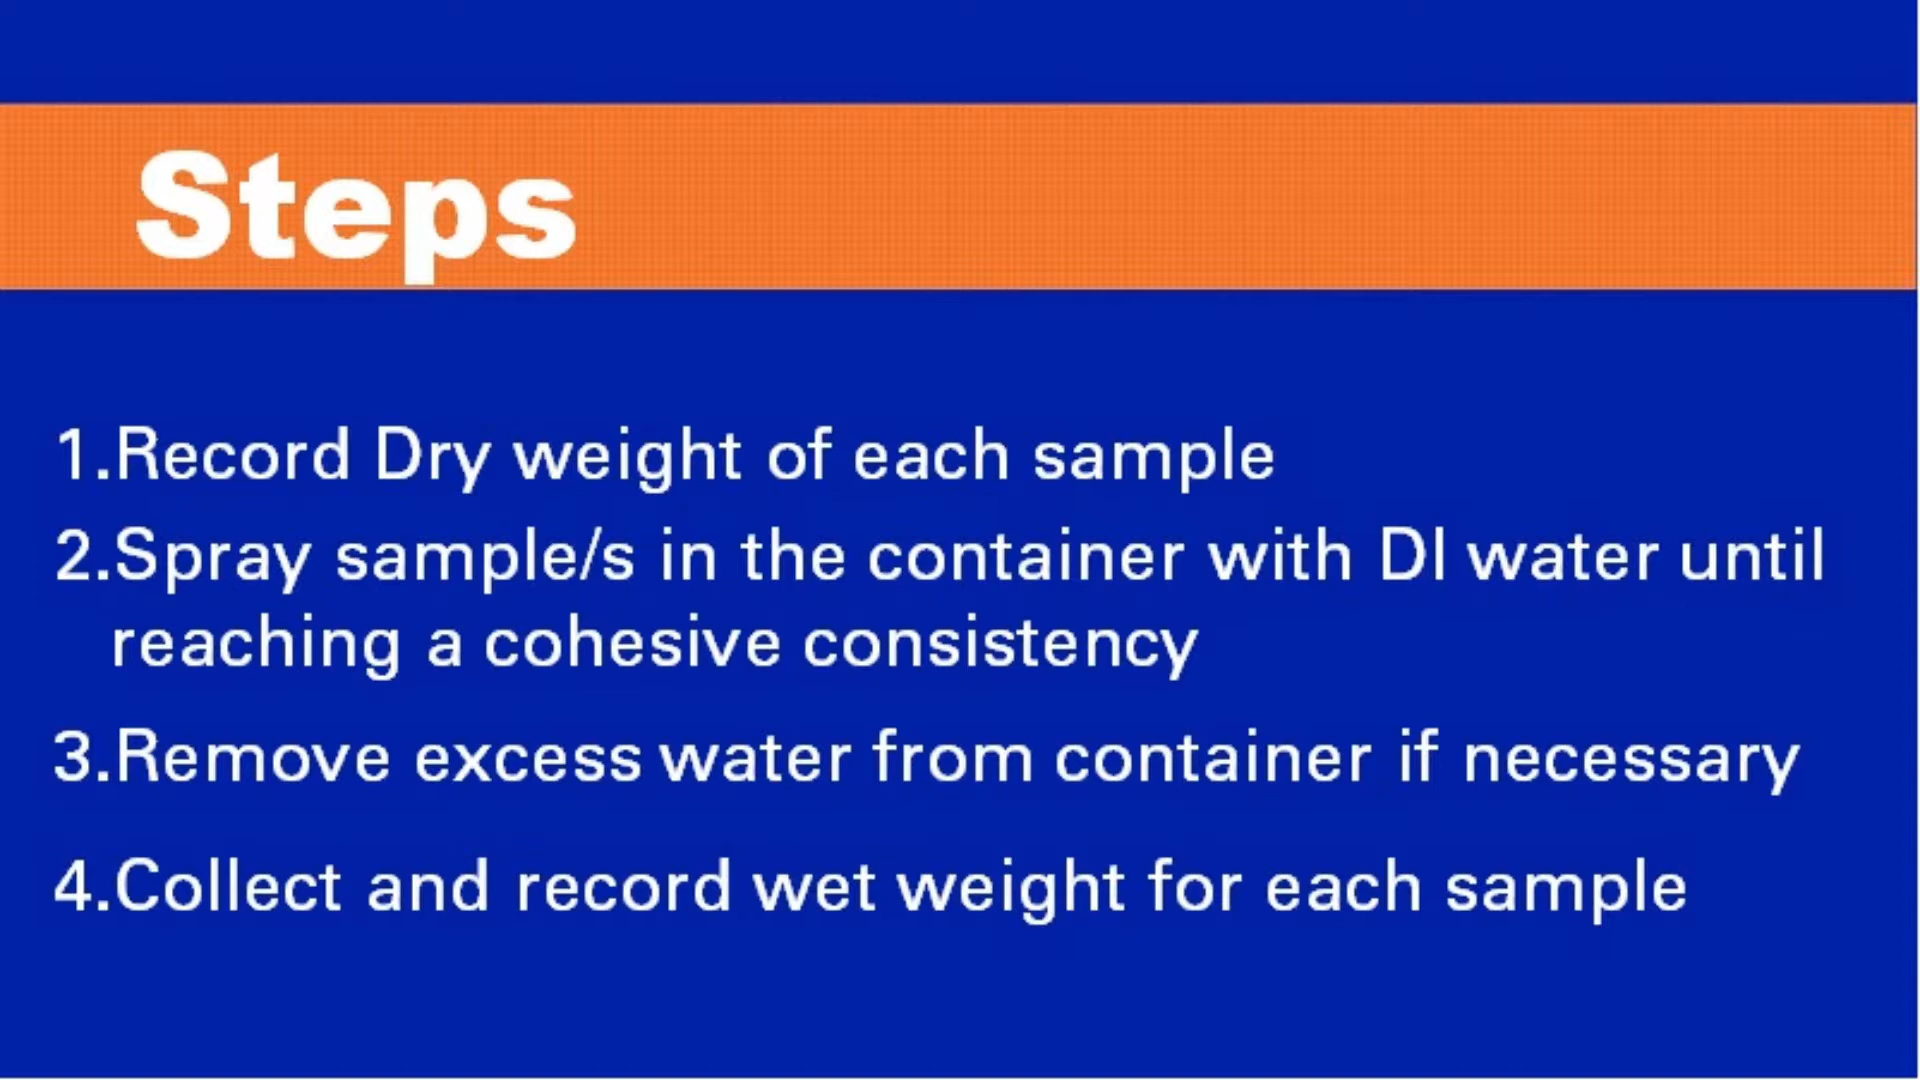 Steps
1.Record Dry weight of each sample
2.Spray sample/s in the container with DI water until
reaching a cohesive consistency
3.Remove excess water from container if necessary
4.Collect and record wet weight for each sample